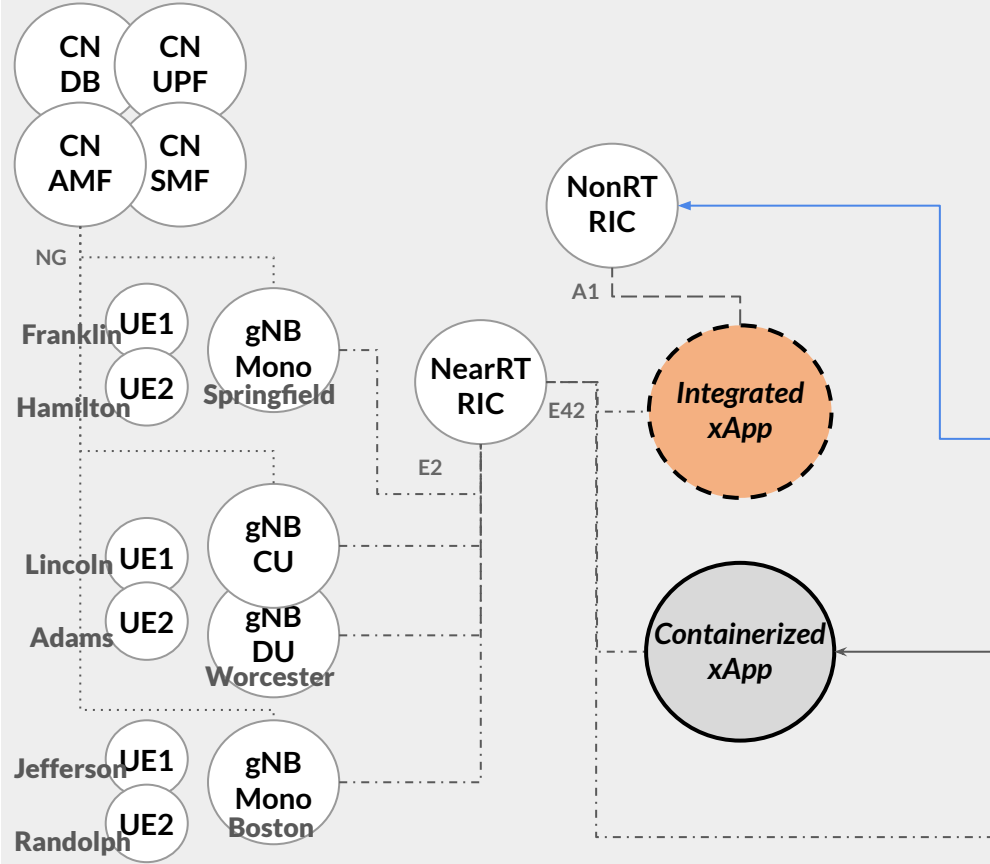 CN
DB
CN
UPF
CN
AMF
CN
SMF
NG
NonRT
RIC
A1
Franklin
UE1
Hamilton
UE2
gNB
Mono
Springfield
NearRT
RIC
E42
E2
Integrated
xApp
Lincoln
UE1
Adams
UE2
gNB
CU
gNB
DU
Worcester
Containerized
xApp
Jefferson
UE1
Randolph
UE2
gNB
Mono
Boston